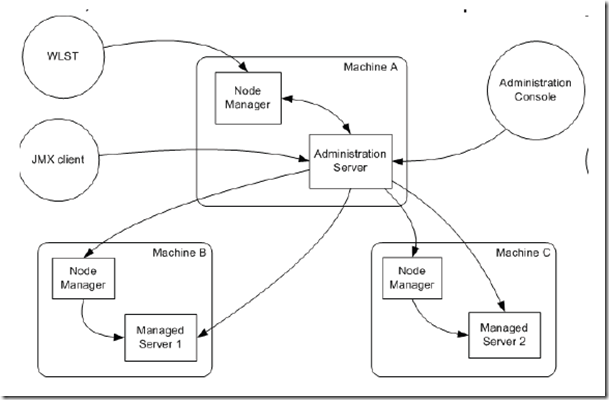 WLST
Machine A
Node
Manager
Administration
Console
JMX client
Administration
Server
Machine B
Node
Manager
Managed
Server 1
Machine C
Node
Manager
Managed
Server 2